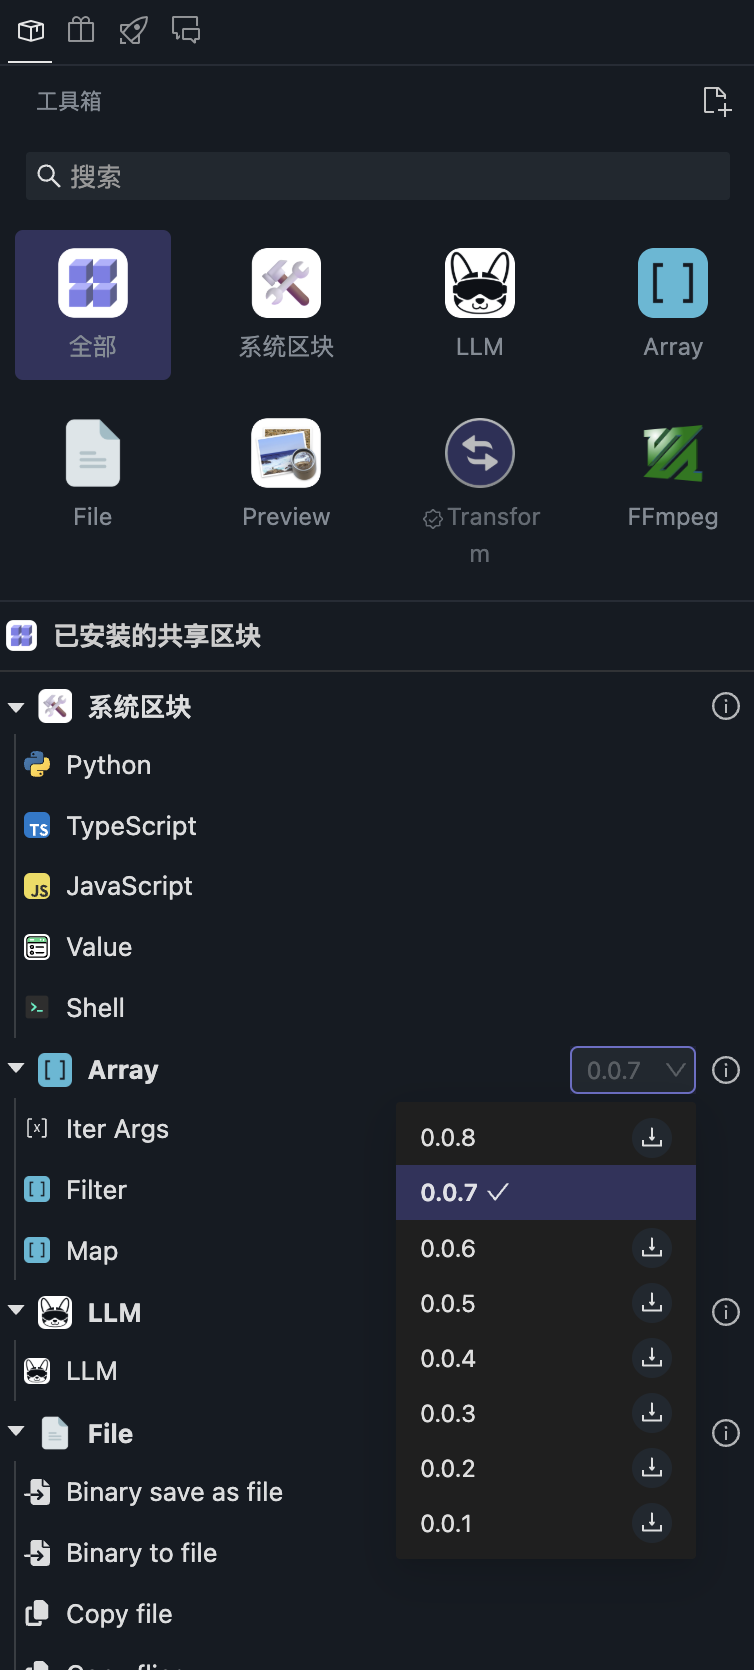 工具箱
搜索
全部
系统区块
LLM
Array
File
Preview
Transfor
m
FFmpeg
已安装的共享区块
系统区块
Python
TS TypeScript
JS JavaScript
Value
Shell
Array 0.0.7
Iter Args
Filter
Map
0.0.8
0.0.7
0.0.6
0.0.5
0.0.4
0.0.3
0.0.2
0.0.1
LLM
LLM
File
Binary save as file
Binary to file
Copy file